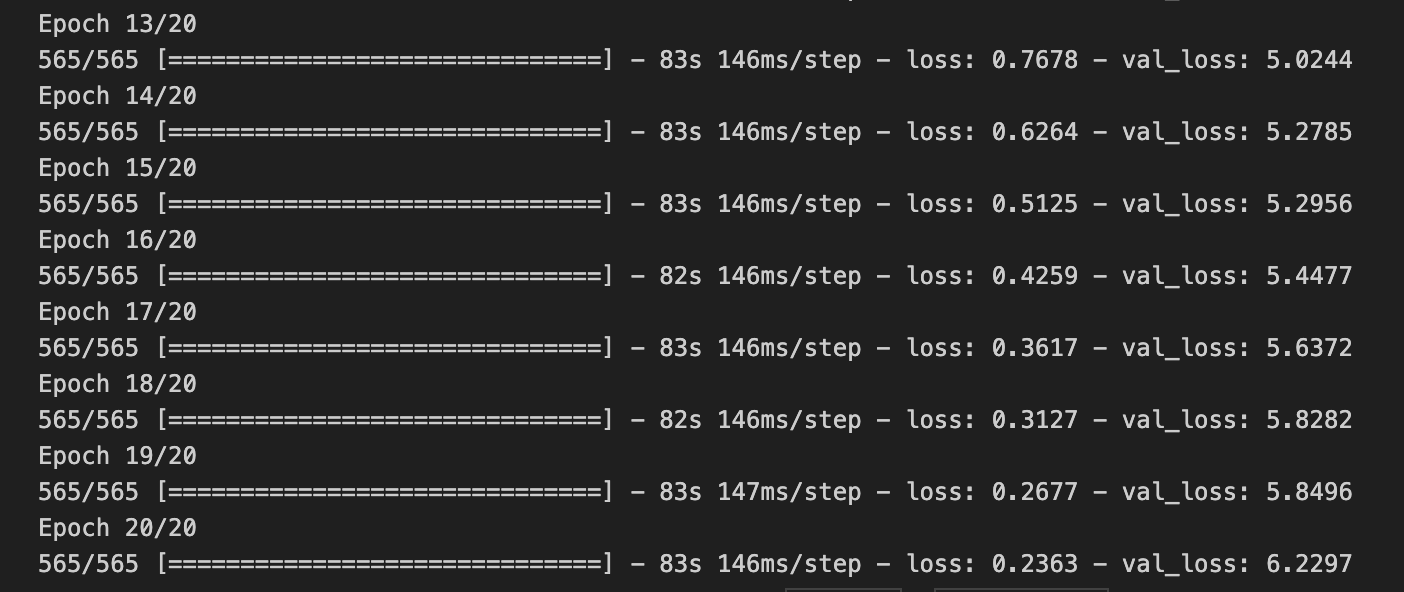 Epoch 13/20
565/565 [==============================] - 83s 146ms/step - loss: 0.7678 - val_loss: 5.0244
Epoch 14/20
565/565 [==============================] - 83s 146ms/step - loss: 0.6264 - val_loss: 5.2785
Epoch 15/20
565/565 [==============================] - 83s 146ms/step - loss: 0.5125 - val_loss: 5.2956
Epoch 16/20
565/565 [==============================] - 82s 146ms/step - loss: 0.4259 - val_loss: 5.4477
Epoch 17/20
565/565 [==============================] - 83s 146ms/step - loss: 0.3617 - val_loss: 5.6372
Epoch 18/20
565/565 [==============================] - 82s 146ms/step - loss: 0.3127 - val_loss: 5.8282
Epoch 19/20
565/565 [==============================] - 83s 147ms/step - loss: 0.2677 - val_loss: 5.8496
Epoch 20/20
565/565 [==============================] - 83s 146ms/step - loss: 0.2363 - val_loss: 6.2297